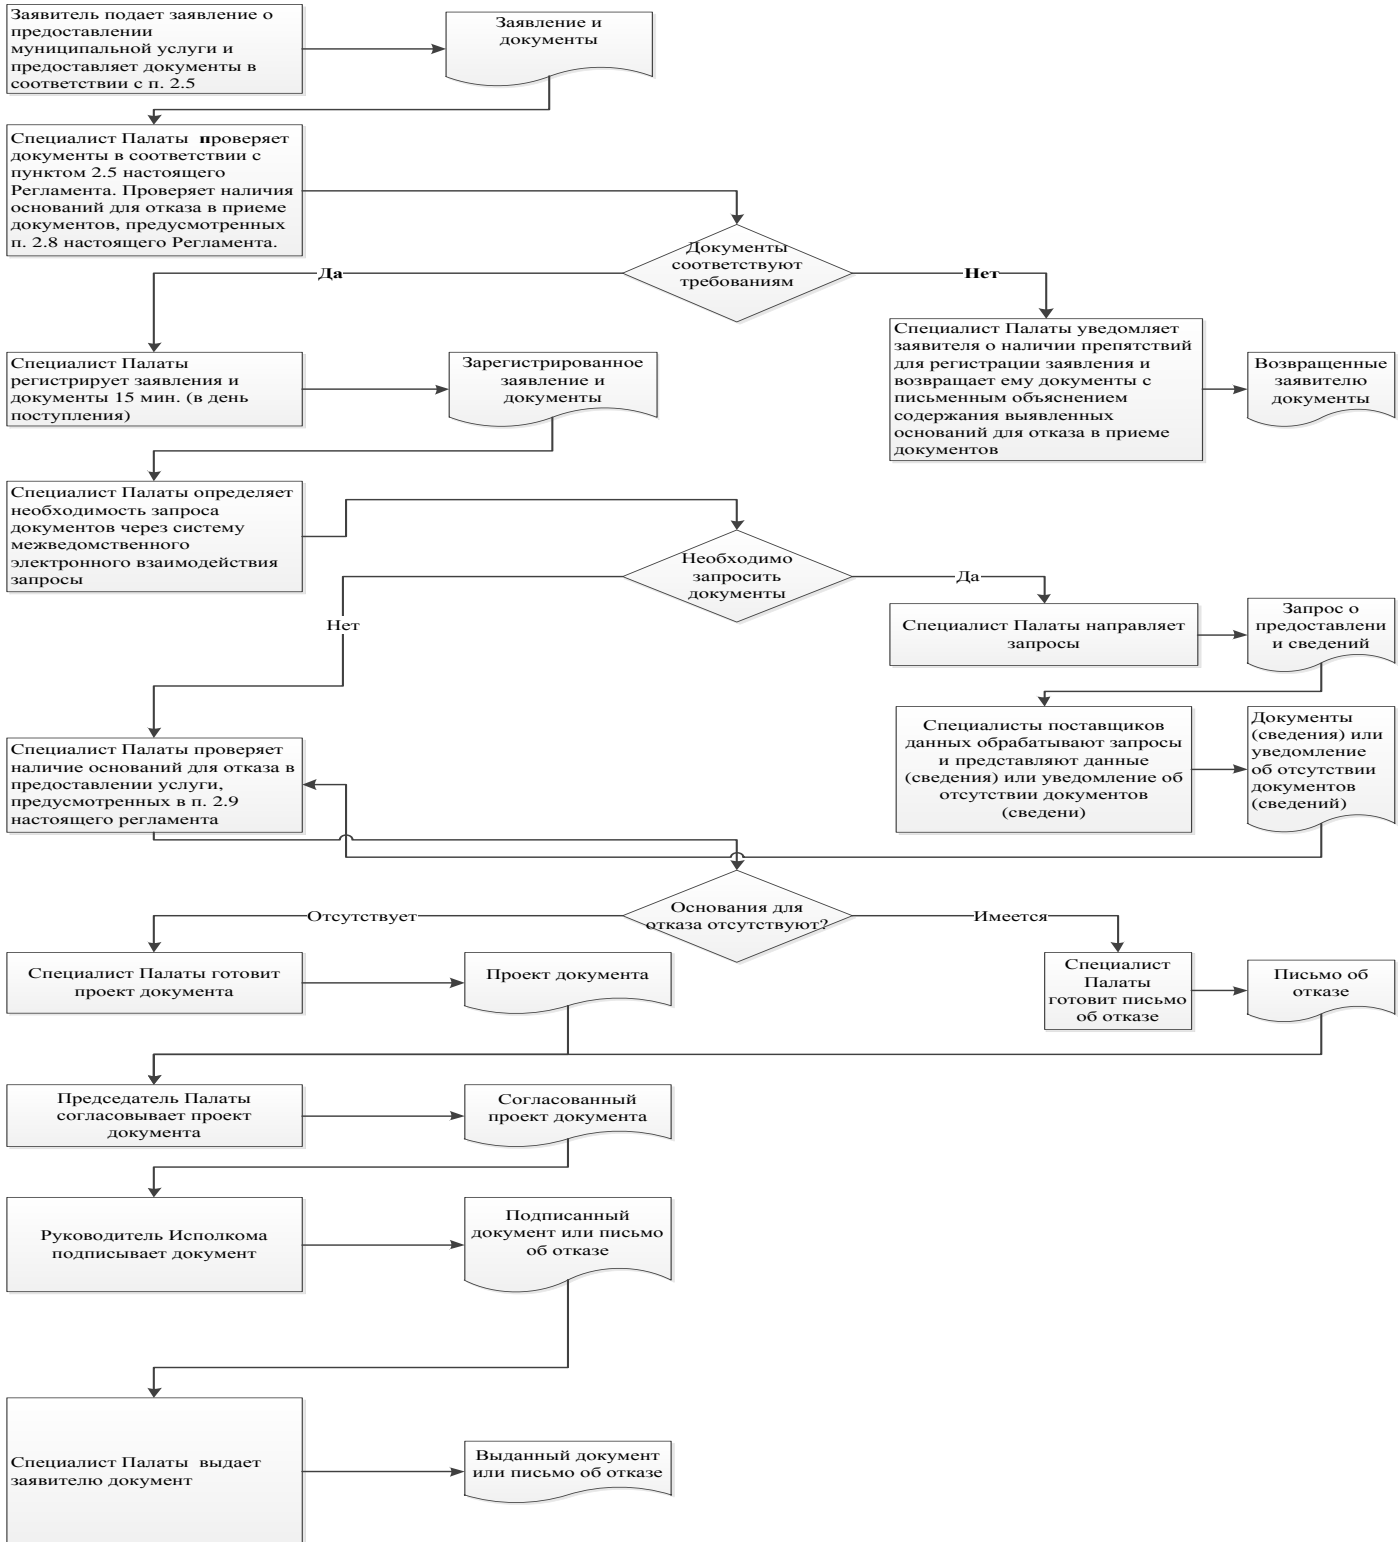 Заявитель подает заявление о
предоставлении
муниципальной услуги и
предоставляет документы в
соответствии с п. 2.5
Заявление и
документы
Специалист Палаты проверяет
документы в соответствии с
пунктом 2.5 настоящего
Регламента. Проверяет наличия
оснований для отказа в приеме
документов, предусмотренных
п. 2.8 настоящего Регламента.
Документы
соответствуют
требованиям
Да
Нет
Специалист Палаты
регистрирует заявления и
документы 15 мин. (в день
поступления)
Зарегистрированное
заявление и
документы
Специалист Палаты уведомляет
заявителя о наличии препятствий
для регистрации заявления и
возвращает ему документы с
письменным объяснением
содержания выявленных
оснований для отказа в приеме
документов
Возвращенные
заявителю
документы
Специалист Палаты определяет
необходимость запроса
документов через систему
межведомственного
электронного взаимодействия
запросы
Необходимо
запросить
документы
Да
Нет
Специалист Палаты направляет
запросы
Запрос о
предоставлени
и сведений
Специалист Палаты проверяет
наличие оснований для отказа в
предоставлении услуги,
предусмотренных в п. 2.9
настоящего регламента
Специалисты поставщиков
данных обрабатывают запросы
и представляют данные
(сведения) или уведомление об
отсутствии документов
(сведени)
Документы
(сведения) или
уведомление
об отсутствии
документов
(сведений)
Основания для
отказа отсутствуют?
Отсутствует
Имеется
Специалист Палаты готовит
проект документа
Проект документа
Специалист
Палаты
готовит письмо
об отказе
Письмо об
отказе
Председатель Палаты
согласовывает проект
документа
Согласованный
проект документа
Руководитель Исполкома
подписывает документ
Подписанный
документ или письмо
об отказе
Специалист Палаты выдает
заявителю документ
Выданный документ
или письмо об отказе